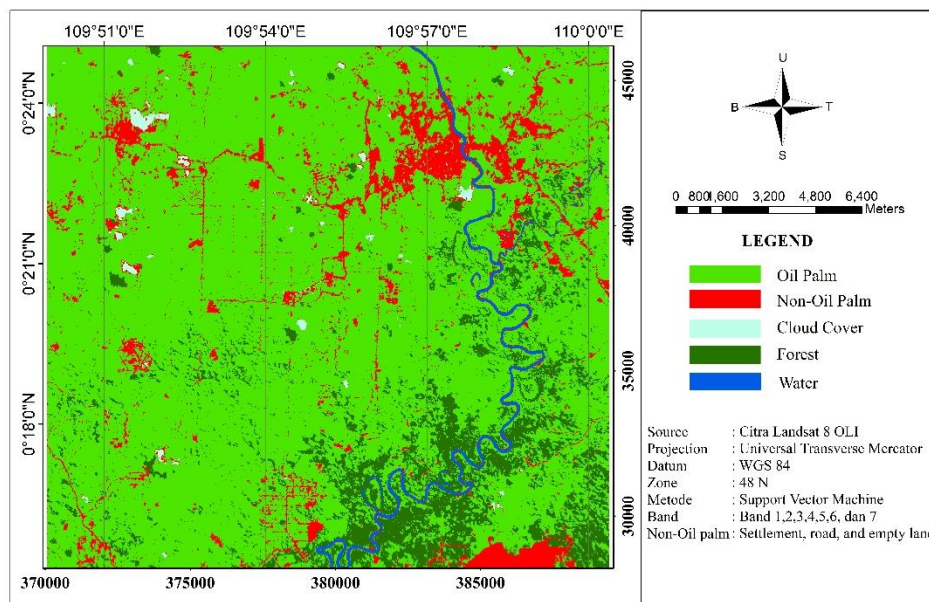 109°51'0"E 109°54'0"E 109°57'0"E 110°0'0"E
0°24'0"N
0°21'0"N
0°18'0"N
45000
40000
35000
30000
370000 375000 380000 385000
U
B T
S
0 800 1,600 3,200 4,800 6,400
Meters
LEGEND
Oil Palm
Non-Oil Palm
Cloud Cover
Forest
Water
Source : Citra Landsat 8 OLI
Projection : Universal Transverse Mercator
Datum : WGS 84
Zone : 48 N
Metode : Support Vector Machine
Band : Band 1,2,3,4,5,6, dan 7
Non-Oil palm : Settlement, road, and empty land